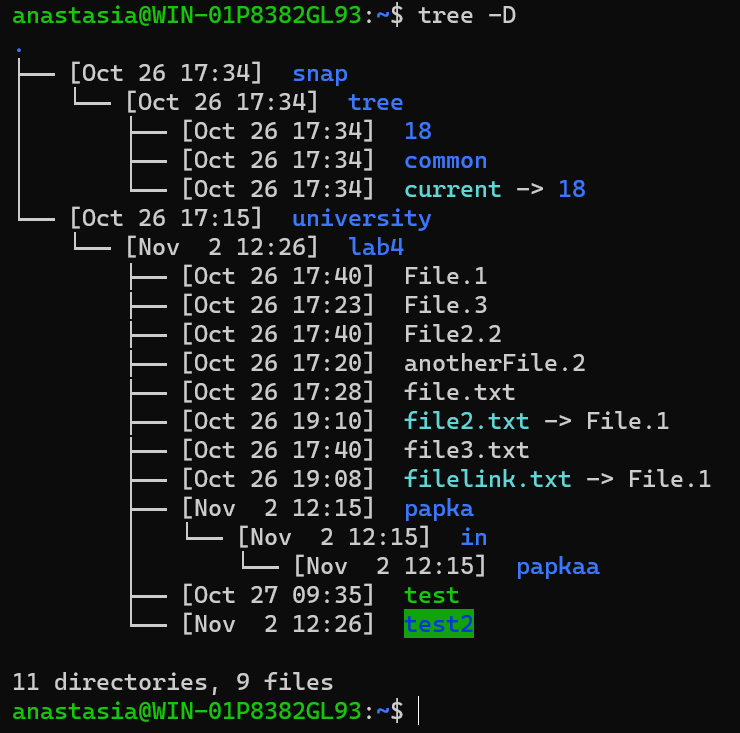 anastasia@WIN-01P8382GL93:~$ tree -D
.
├── [Oct 26 17:34]  snap
│   └── [Oct 26 17:34]  tree
│       ├── [Oct 26 17:34]  18
│       ├── [Oct 26 17:34]  common
│       └── [Oct 26 17:34]  current -> 18
└── [Oct 26 17:15]  university
    └── [Nov  2 12:26]  lab4
        ├── [Oct 26 17:40]  File.1
        ├── [Oct 26 17:23]  File.3
        ├── [Oct 26 17:40]  File2.2
        ├── [Oct 26 17:20]  anotherFile.2
        ├── [Oct 26 17:28]  file.txt
        ├── [Oct 26 19:10]  file2.txt -> File.1
        ├── [Oct 26 17:40]  file3.txt
        ├── [Oct 26 19:08]  filelink.txt -> File.1
        ├── [Nov  2 12:15]  papka
        │   └── [Nov  2 12:15]  in
        │       └── [Nov  2 12:15]  papkaa
        ├── [Oct 27 09:35]  test
        └── [Nov  2 12:26]  test2

11 directories, 9 files
anastasia@WIN-01P8382GL93:~$